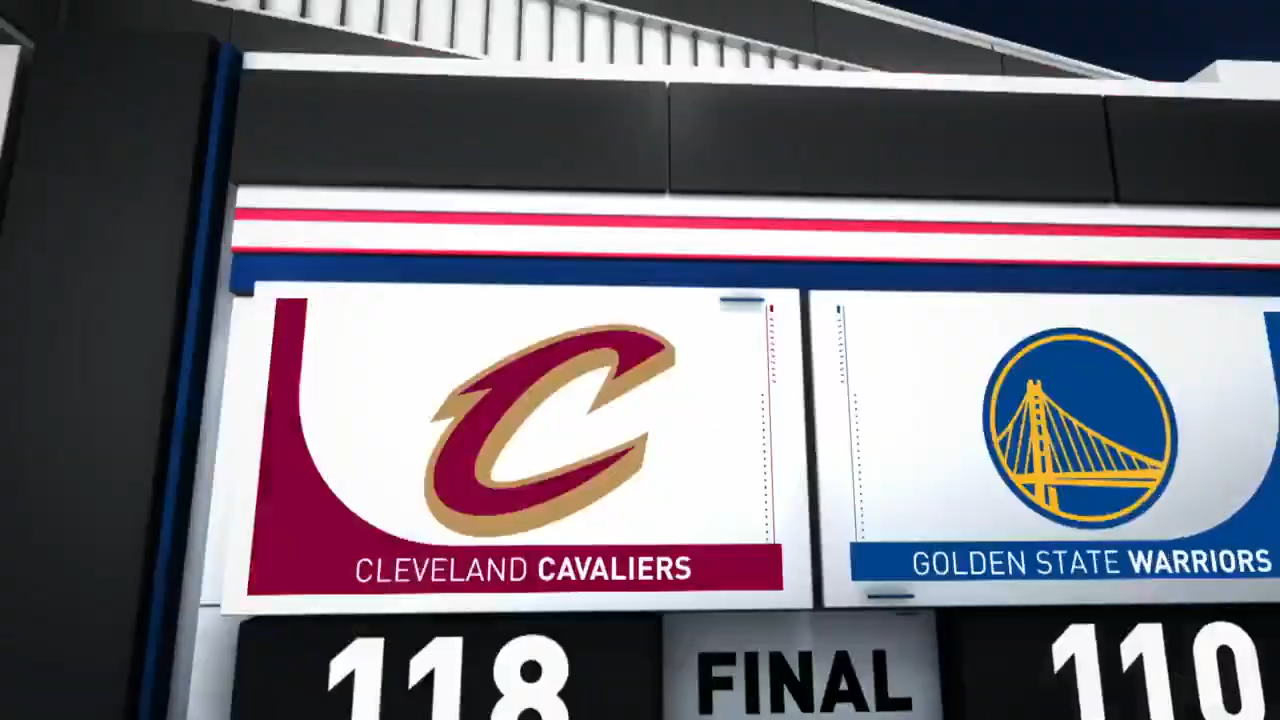 CLEVELAND CAVALIERS
GOLDEN STATE WARRIORS
118
FINAL
110